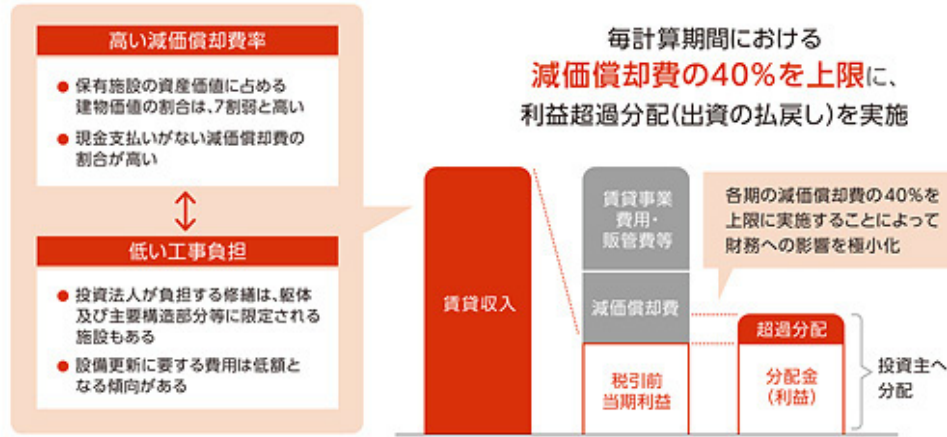 高い減価償却費率
● 保有施設の資産価値に占める
建物価値の割合は、7割弱と高い
● 現金支払いがない減価償却費の
割合が高い
低い工事負担
● 投資法人が負担する修繕は、躯体
及び主要構造部分等に限定される
施設もある
● 設備更新に要する費用は低額と
なる傾向がある
毎計算期間における
減価償却費の40%を上限に、
利益超過分配(出資の払戻し)を実施
賃貸収入
賃貸事業
費用・
販管費等
減価償却費
税引前
当期利益
各期の減価償却費の40%を
上限に実施することによって
財務への影響を極小化
超過分配
分配金
(利益)
投資主へ
分配